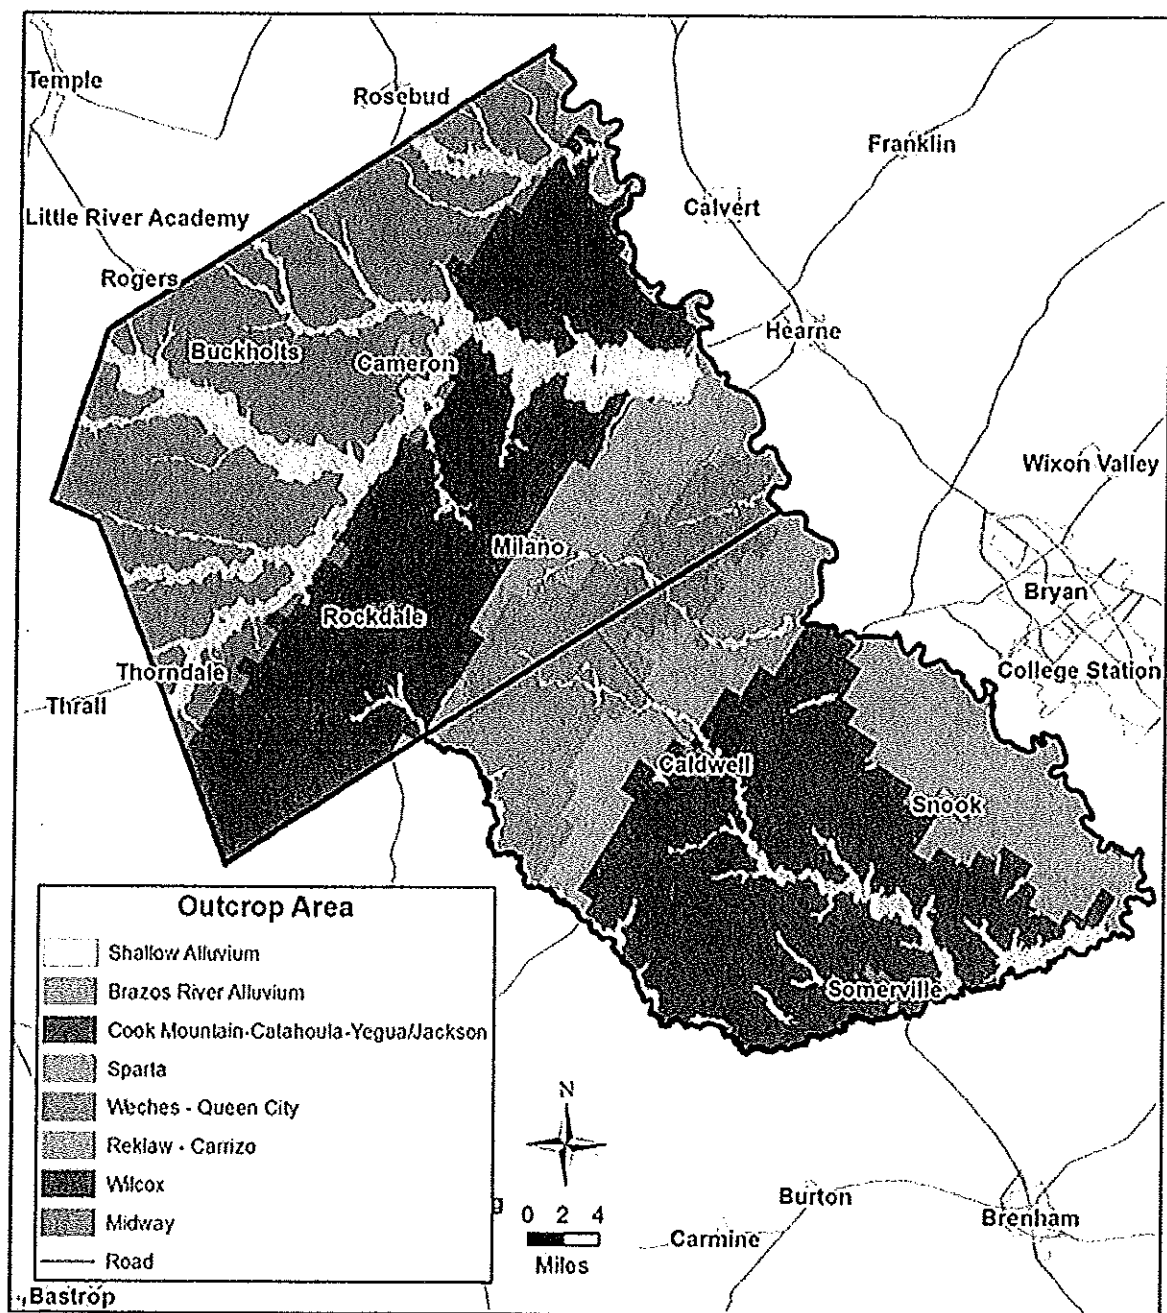 Temple
Rosebud
Franklin
Little River Academy
Calvert
Rogers
Hearne
Buckholts
Cameron
Wixon Valley
Milano
Bryan
Rockdale
College Station
Thorndale
Thrall
Caldwell
Snook
Outcrop Area
Shallow Alluvium
Brazos River Alluvium
Cook Mountain-Catahoula-Yegua/Jackson
Sparta
Weches - Queen City
Reklaw - Carrizo
Wilcox
Midway
Road
Somerville
N
g
0 2 4
Miles
Burton
Brenham
Carmine
Bastrop